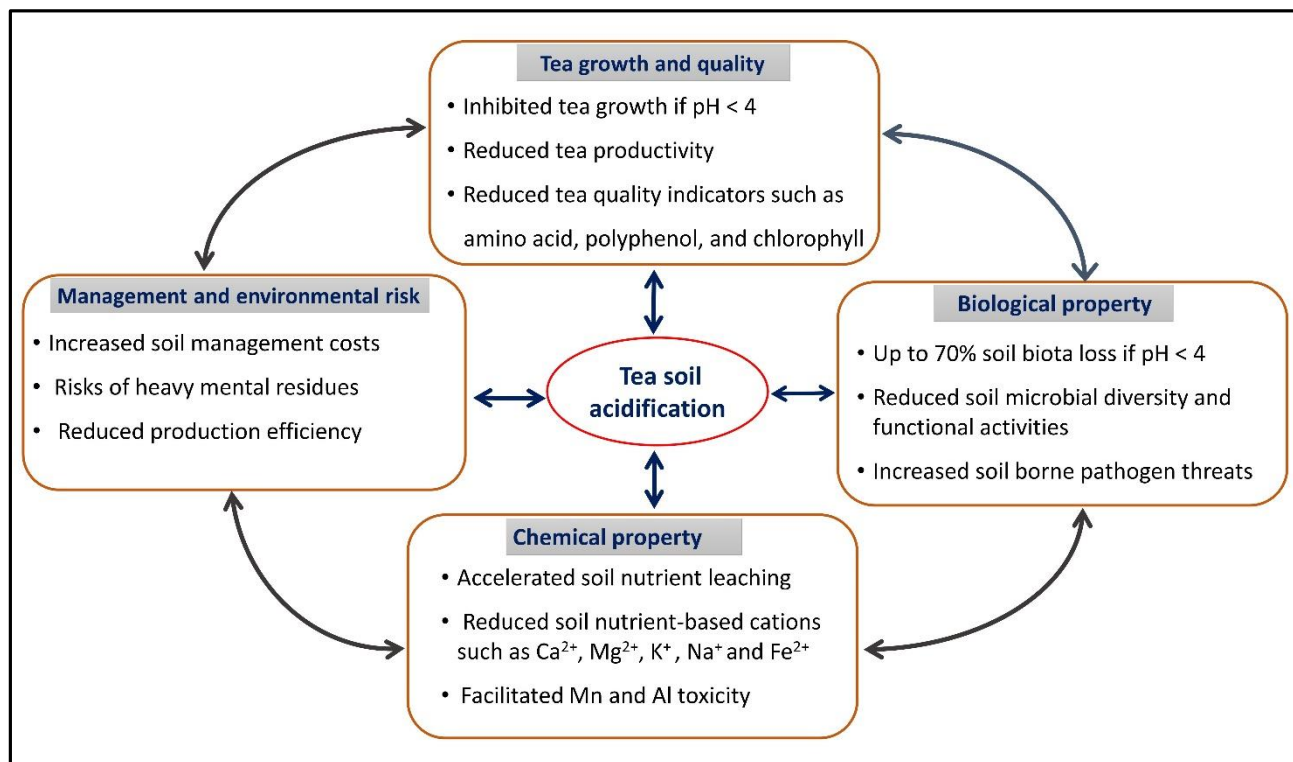 Tea growth and quality
• Inhibited tea growth if pH < 4
• Reduced tea productivity
• Reduced tea quality indicators such as
amino acid, polyphenol, and chlorophyll
Management and environmental risk
• Increased soil management costs
• Risks of heavy mental residues
• Reduced production efficiency
Tea soil
acidification
Biological property
• Up to 70% soil biota loss if pH < 4
• Reduced soil microbial diversity and
functional activities
• Increased soil borne pathogen threats
Chemical property
• Accelerated soil nutrient leaching
• Reduced soil nutrient-based cations
such as Ca²⁺, Mg²⁺, K⁺, Na⁺ and Fe²⁺
• Facilitated Mn and Al toxicity